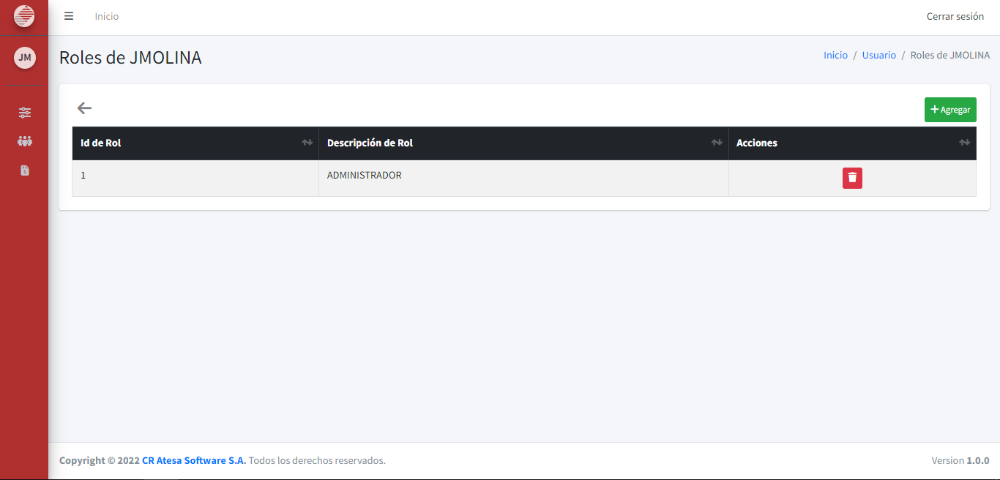 Inicio
Cerrar sesión
JM
Roles de JMOLINA
Inicio / Usuario / Roles de JMOLINA
Agregar
Id de Rol
Descripción de Rol
Acciones
1
ADMINISTRADOR
Copyright © 2022 CR Atesa Software S.A. Todos los derechos reservados.
Version 1.0.0